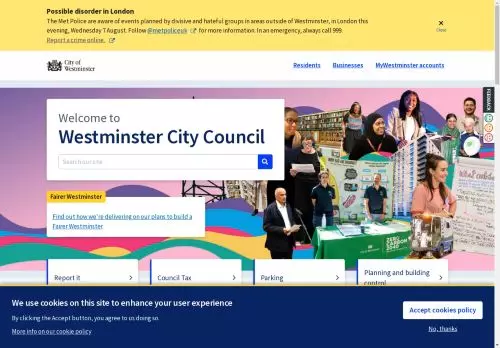 Possible disorder in London
The Met Police are aware of events planned by divisive and hateful groups in areas outside of Westminster, in London this
evening, Wednesday 7 August. Follow @metpoliceuk for more information. In an emergency, always call 999.
Report a crime online.
Close
City of
Westminster
Residents
Businesses
MyWestminster accounts
FEEDBACK
Welcome to
Westminster City Council
Search our site
Fairer Westminster
Find out how we're delivering on our plans to build a
Fairer Westminster
ZERO
CARBON
2040
Report it
Council Tax
Parking
Planning and building
control
We use cookies on this site to enhance your user experience
By clicking the Accept button, you agree to us doing so.
More info on our cookie policy
Accept cookies policy
No, thanks